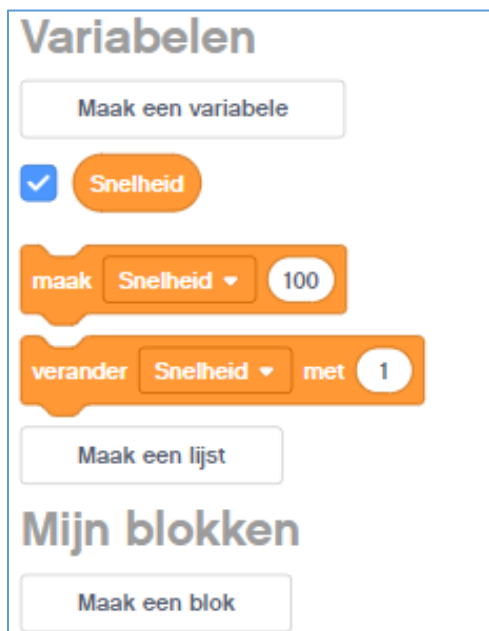 Variabelen
Maak een variabele
Snelheid
maak Snelheid 100
verander Snelheid met 1
Maak een lijst
Mijn blokken
Maak een blok